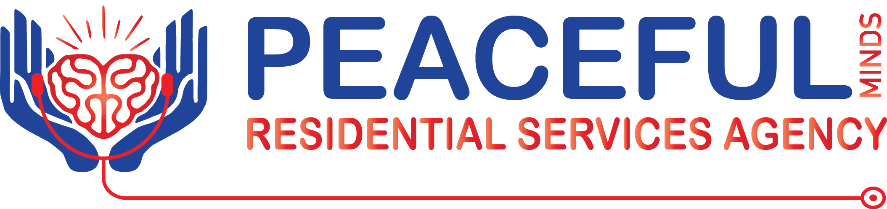 PEACEFUL
MINDS
RESIDENTIAL SERVICES AGENCY